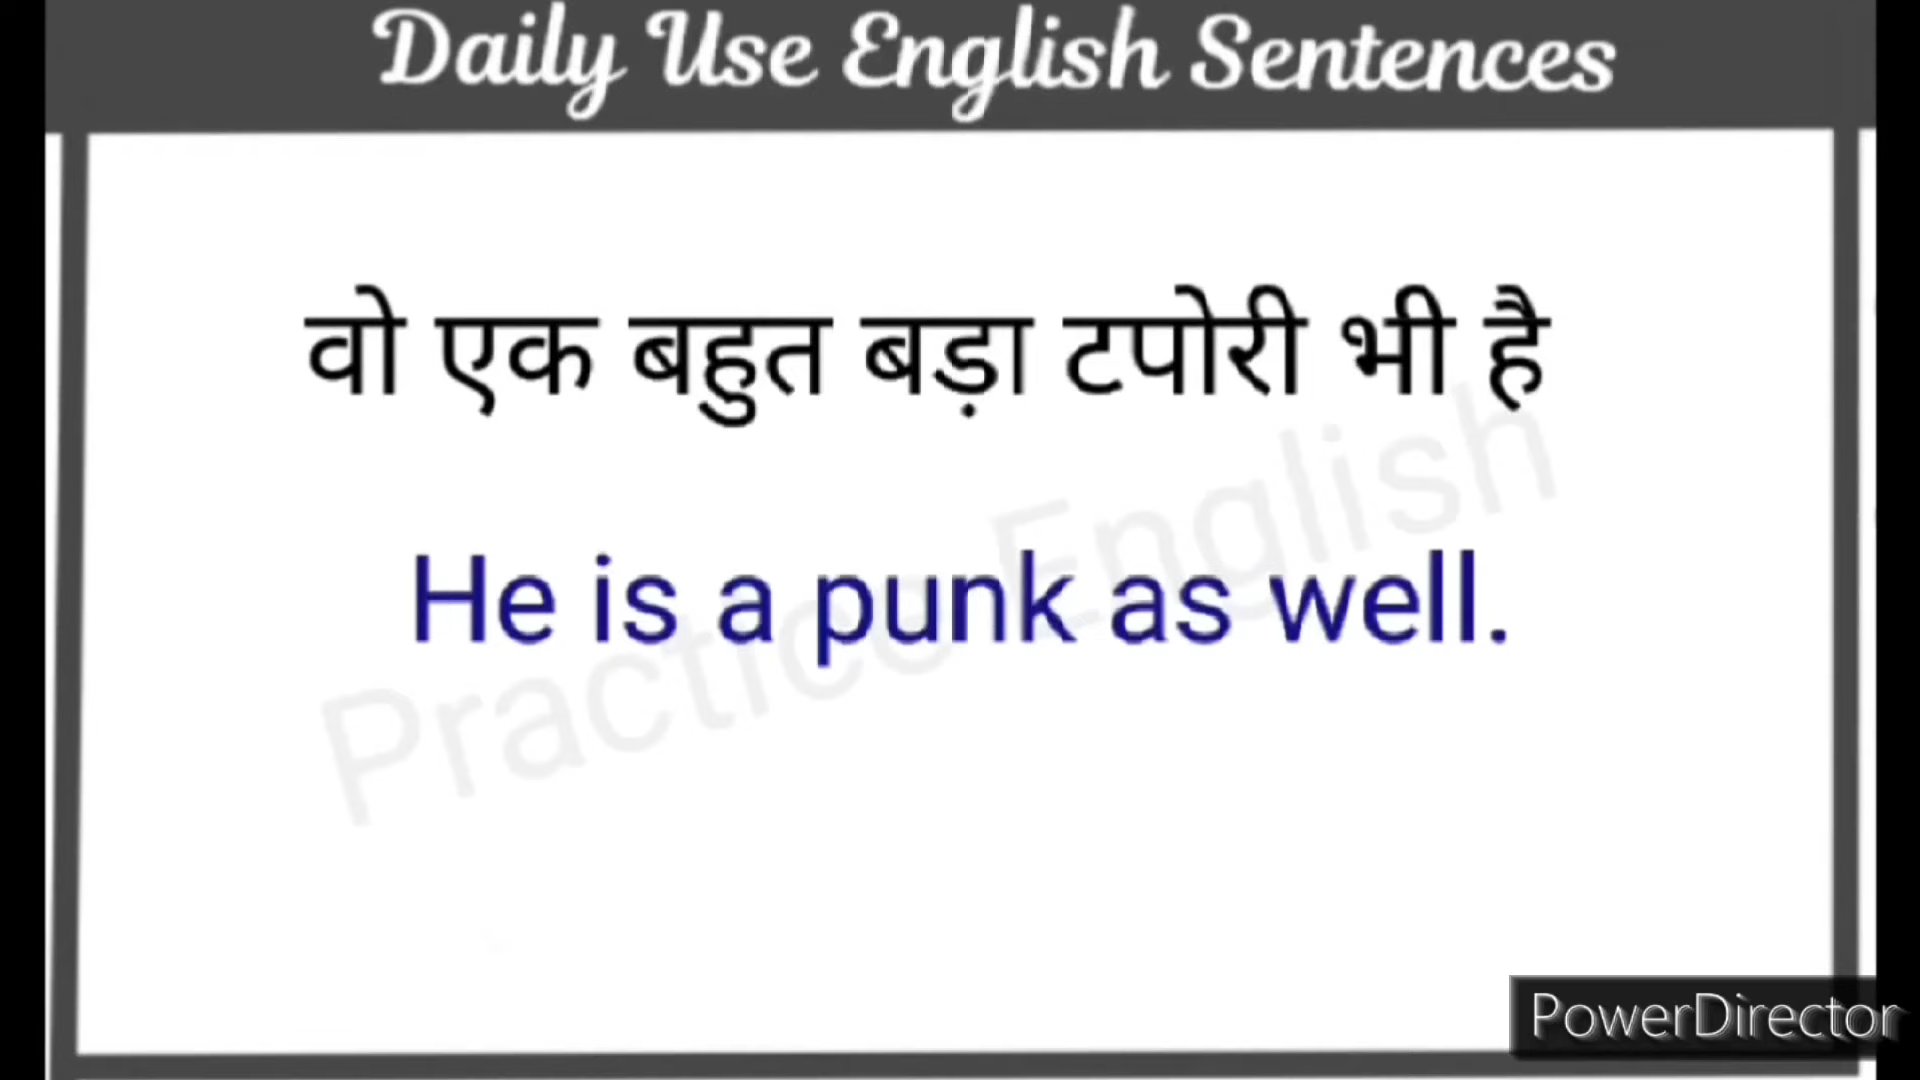 Daily Use English Sentences
वो एक बहुत बड़ा टपोरी भी है
He is a punk as well.
Practice English
PowerDirector